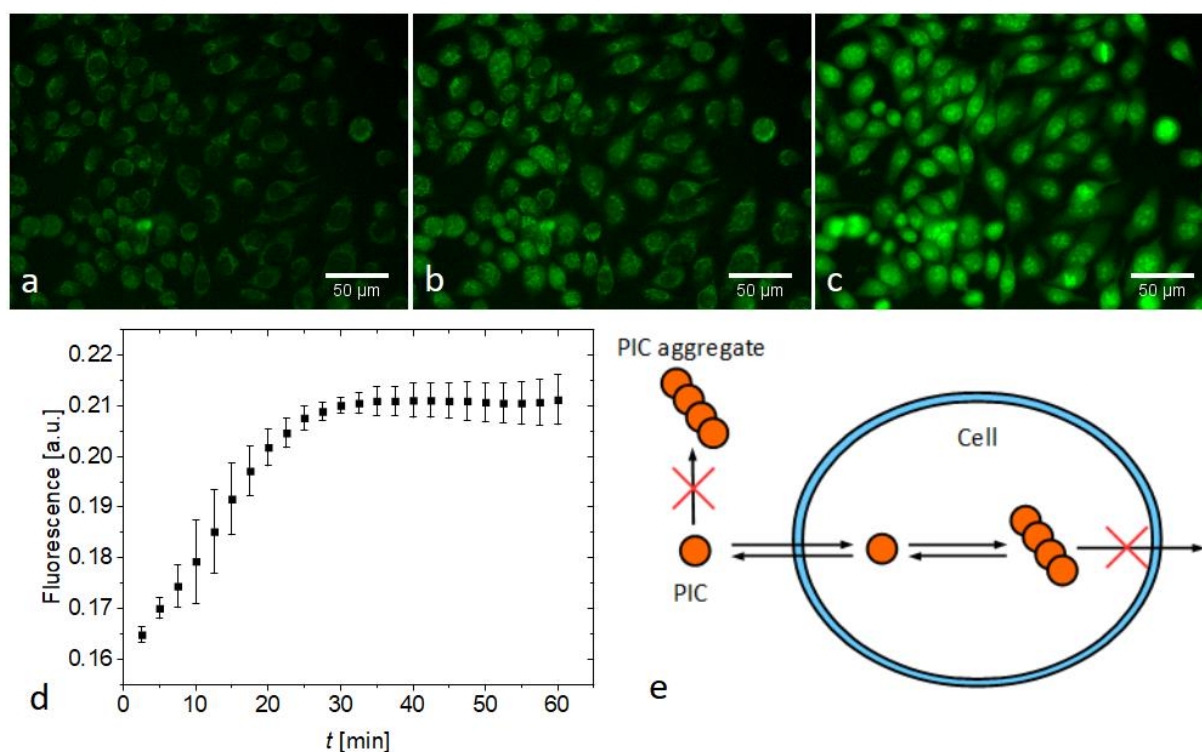 a
50 µm
b
50 µm
c
50 µm
0.22
0.21
0.20
0.19
0.18
0.17
0.16
Fluorescence [a.u.]
0 10 20 30 40 50 60
t [min]
d
PIC aggregate
Cell
PIC
e